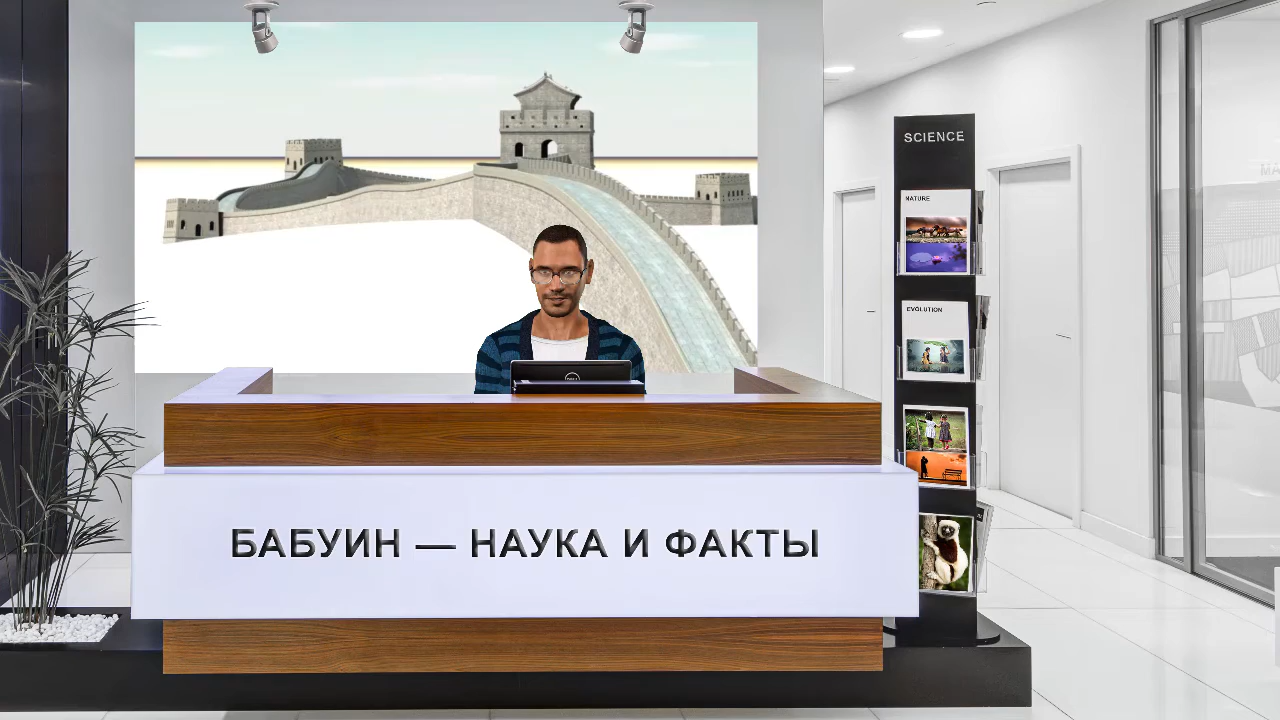 SCIENCE
NATURE
EVOLUTION
БАБУИН — НАУКА И ФАКТЫ